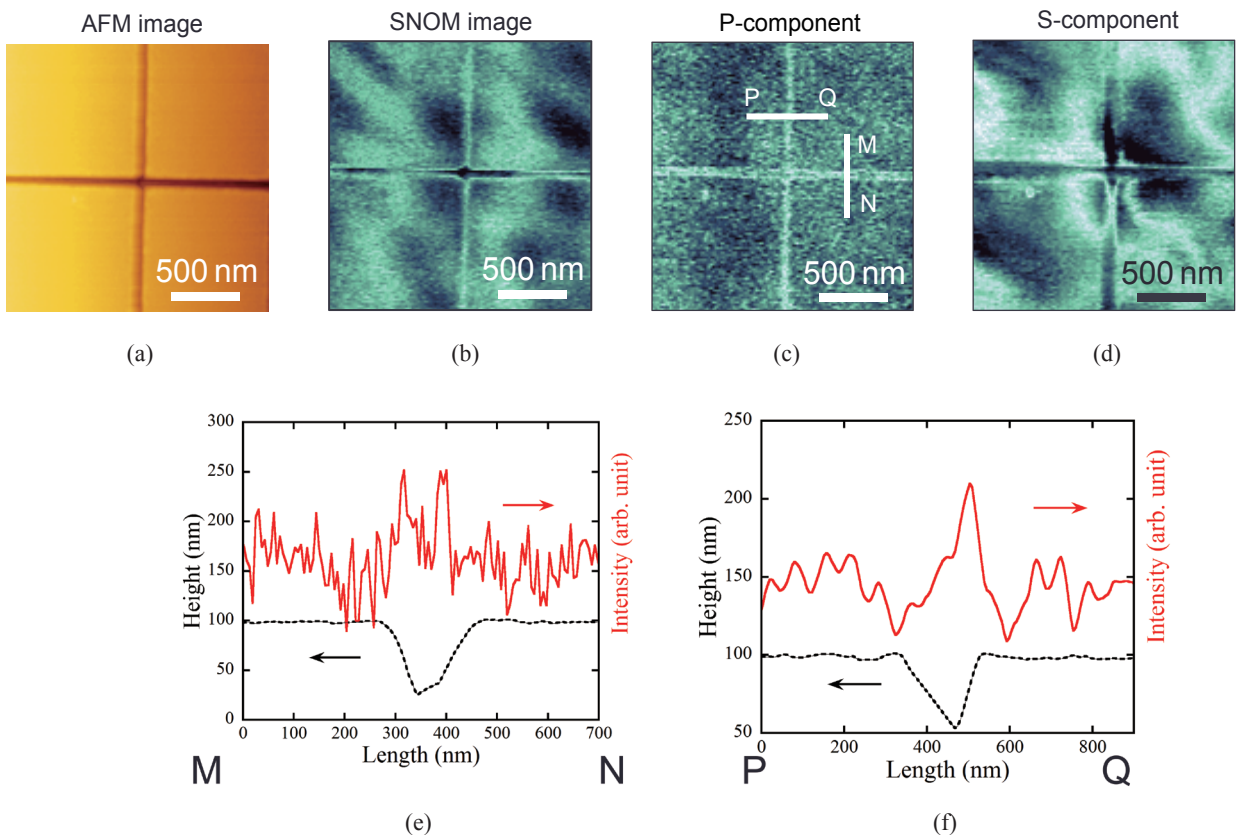 AFM image
SNOM image
P-component
S-component
500 nm
500 nm
P
Q
M
N
500 nm
500 nm
(a)
(b)
(c)
(d)
300
250
200
150
100
50
0
Height (nm)
Intensity (arb. unit)
0 100 200 300 400 500 600 700
Length (nm)
M
N
250
200
150
100
50
Height (nm)
Intensity (arb. unit)
0 200 400 600 800
Length (nm)
P
Q
(e)
(f)